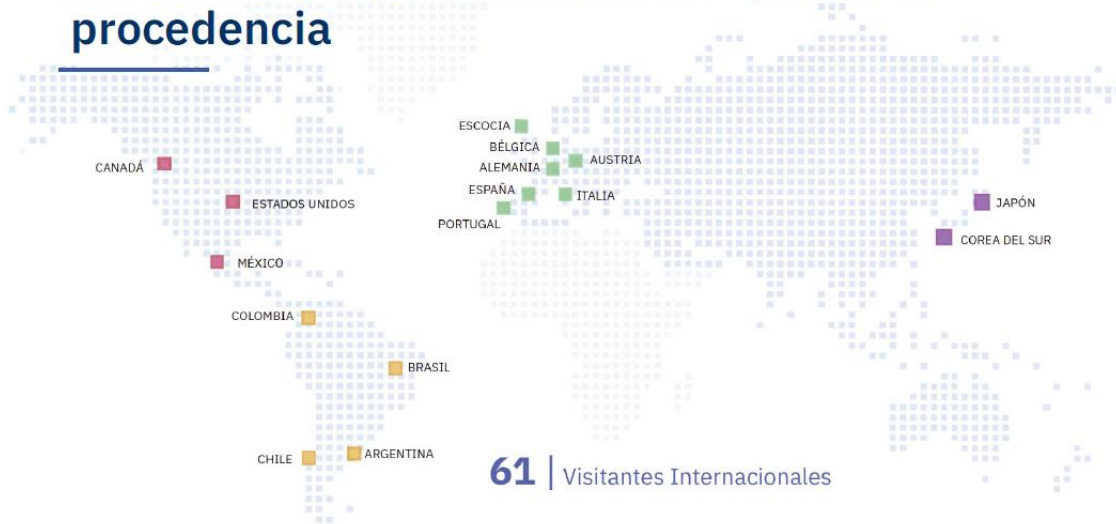 procedencia
ESCOCIA
BÉLGICA
AUSTRIA
CANADÁ
ALEMANIA
ESPAÑA
ITALIA
ESTADOS UNIDOS
JAPÓN
PORTUGAL
COREA DEL SUR
MÉXICO
COLOMBIA
BRASIL
CHILE
ARGENTINA
61 | Visitantes Internacionales